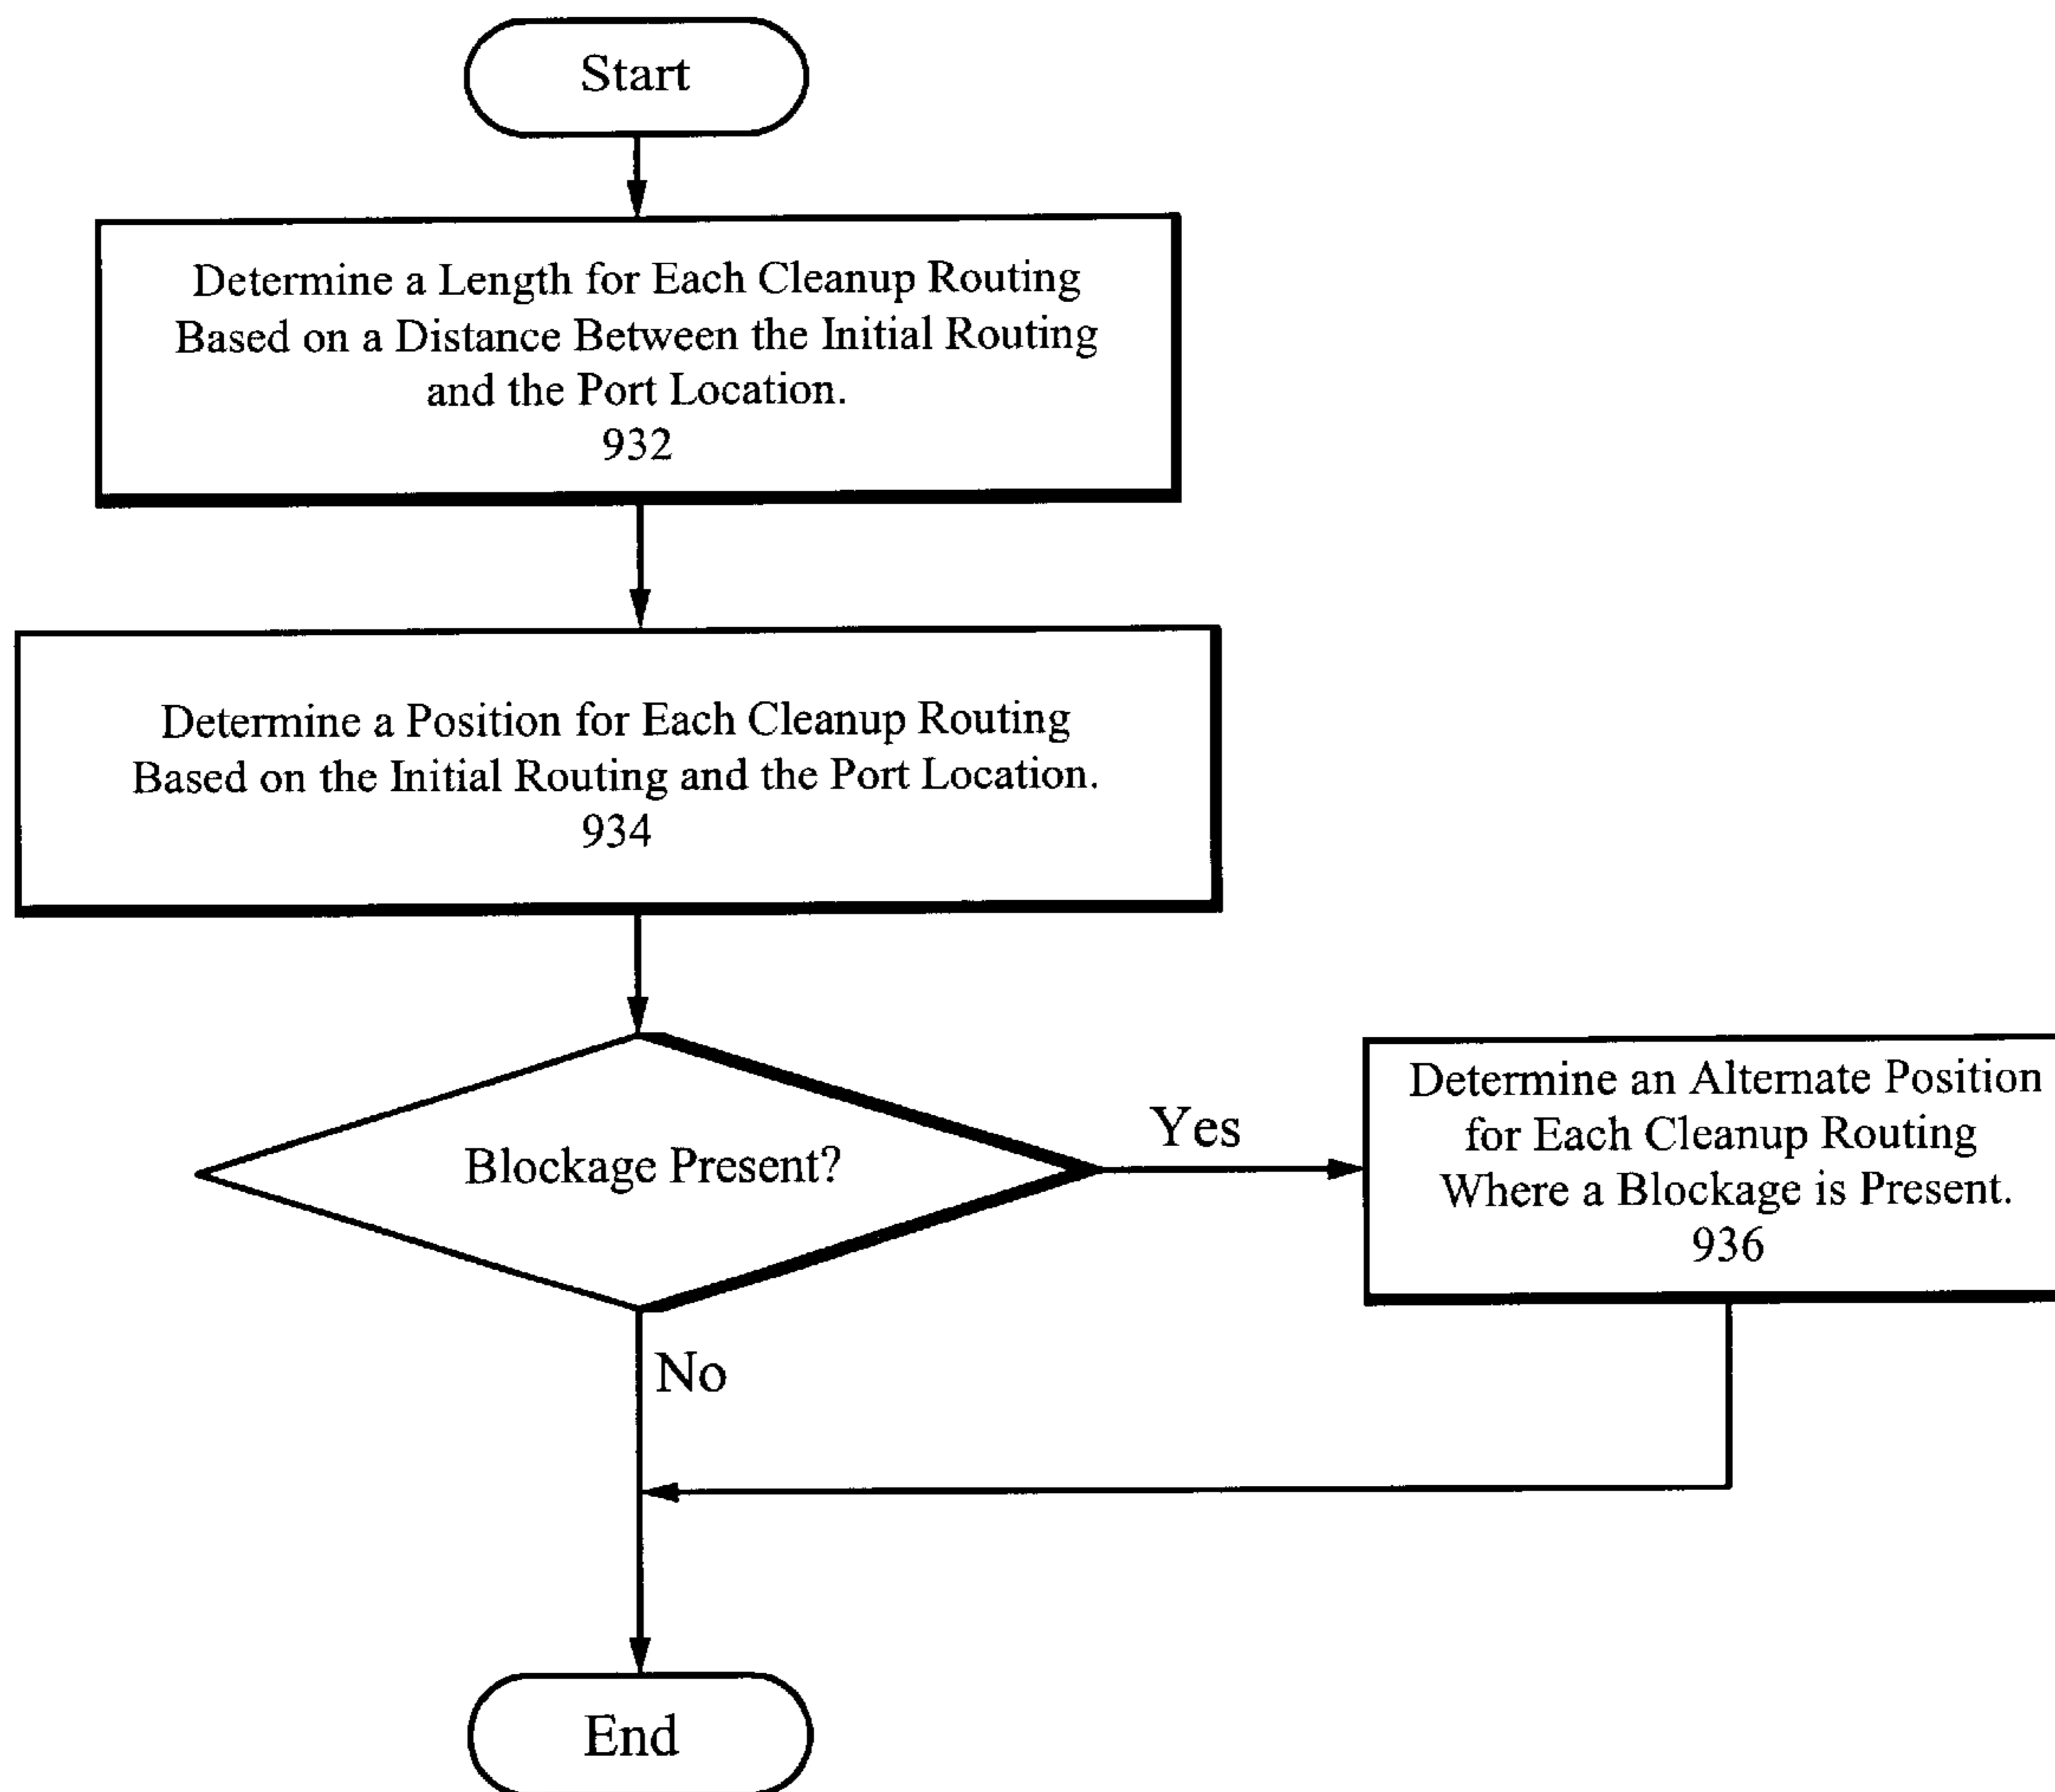 Start
Determine a Length for Each Cleanup Routing
Based on a Distance Between the Initial Routing
and the Port Location.
932
Determine a Position for Each Cleanup Routing
Based on the Initial Routing and the Port Location.
934
Blockage Present?
Yes
Determine an Alternate Position
for Each Cleanup Routing
Where a Blockage is Present.
936
No
End